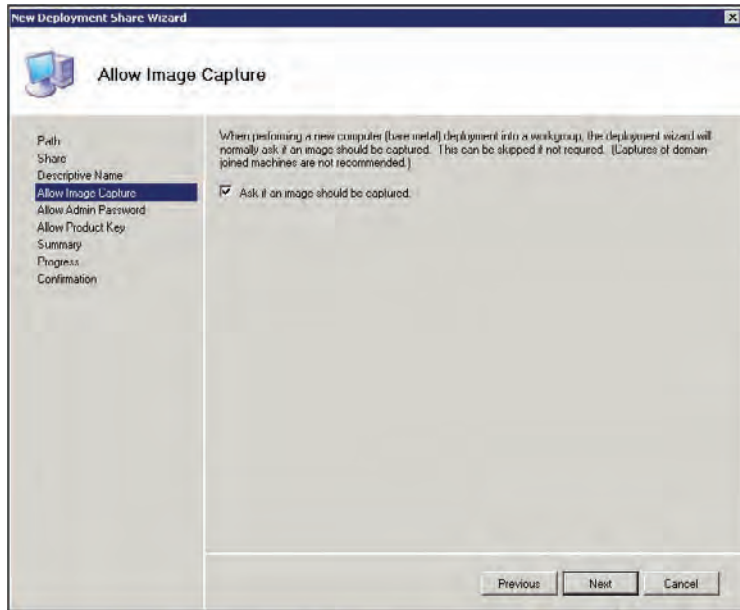 New Deployment Share Wizard
Allow Image Capture
Path
Share
Descriptive Name
Allow Image Capture
Allow Admin Password
Allow Product Key
Summary
Progress
Confirmation
When performing a new computer (bare metal) deployment into a workgroup, the deployment wizard will
normally ask if an image should be captured. This can be skipped if not required. (Captures of domain-
joined machines are not recommended.)
Ask if an image should be captured.
Previous
Next
Cancel